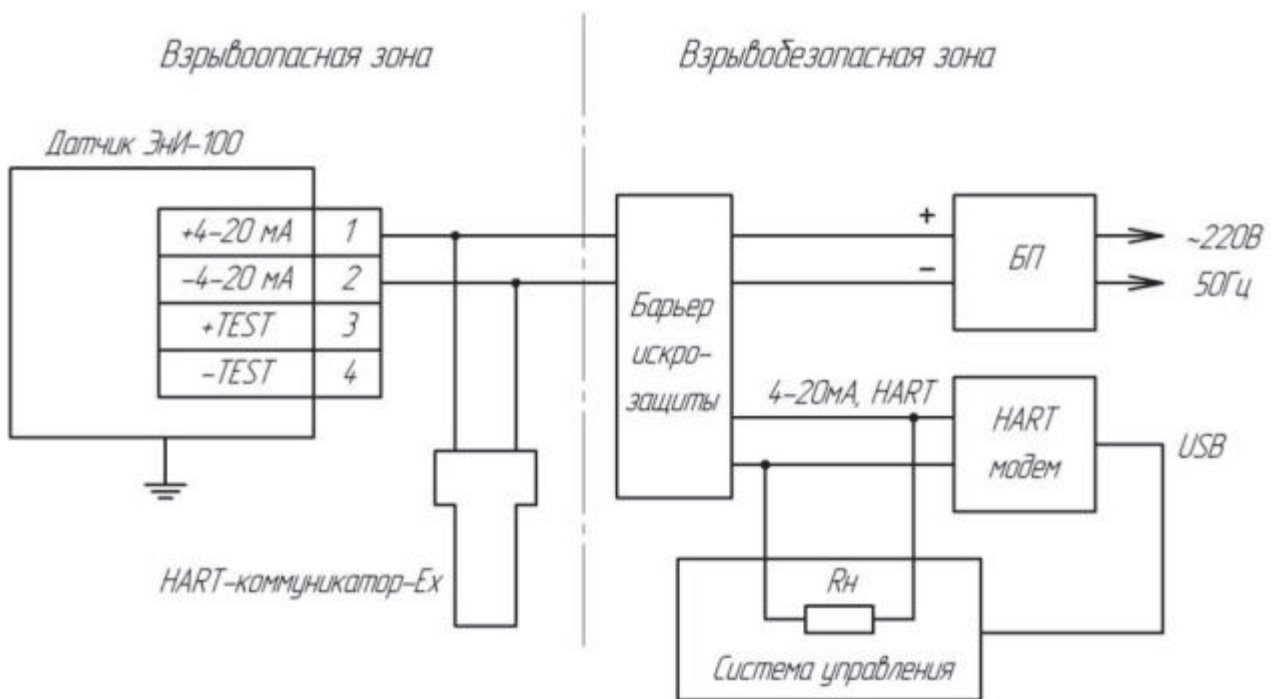 Взрывоопасная зона
Взрывобезопасная зона
Датчик ЭнИ-100
+4-20 мА 1
-4-20 мА 2
+TEST 3
-TEST 4
HART-коммуникатор-Ex
Барьер
искро-
защиты
+
-
БП
~220В
50Гц
4-20мА, HART
HART
модем
USB
Rн
Система управления